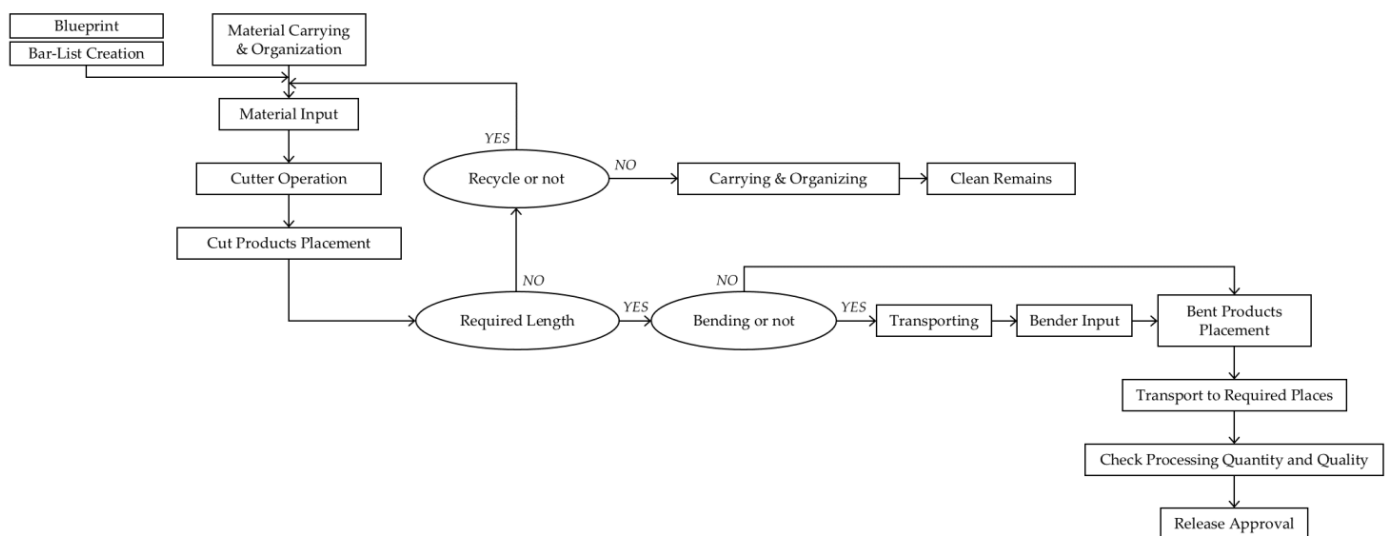 Blueprint
Bar-List Creation
Material Carrying
& Organization
Material Input
Cutter Operation
Cut Products Placement
YES
Recycle or not
NO
Carrying & Organizing
Clean Remains
NO
Required Length
YES
NO
Bending or not
YES
Transporting
Bender Input
Bent Products
Placement
Transport to Required Places
Check Processing Quantity and Quality
Release Approval